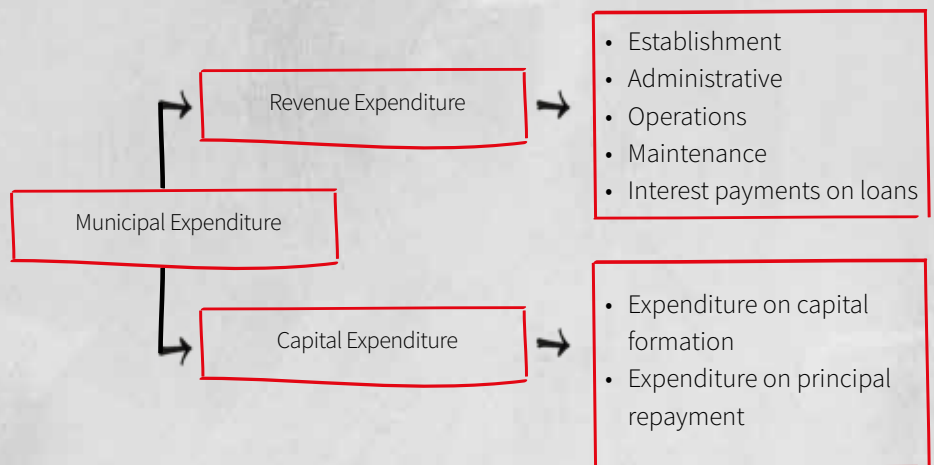 Municipal Expenditure
Revenue Expenditure
• Establishment
• Administrative
• Operations
• Maintenance
• Interest payments on loans
Capital Expenditure
• Expenditure on capital
formation
• Expenditure on principal
repayment